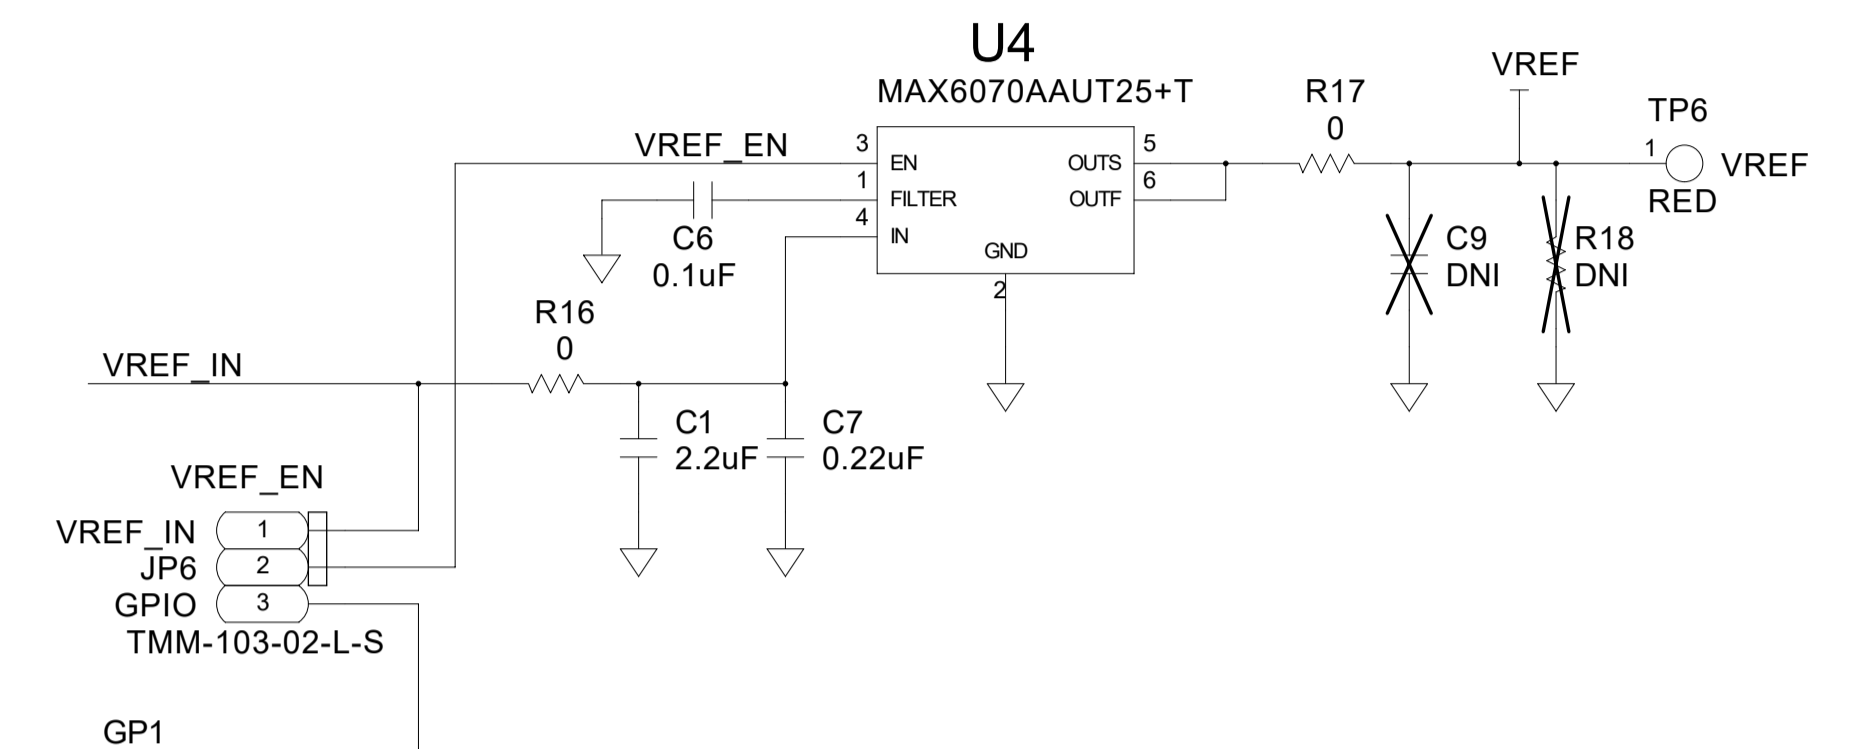 U4
MAX6070AAUT25+T
VREF
R17
0
TP6
VREF_EN
3
EN
OUTS
5
1
VREF
1
FILTER
OUTF
6
RED
4
IN
C6
0.1uF
GND
2
C9
DNI
R18
DNI
R16
0
VREF_IN
C1
2.2uF
C7
0.22uF
VREF_EN
VREF_IN
1
JP6
2
GPIO
3
TMM-103-02-L-S
GP1